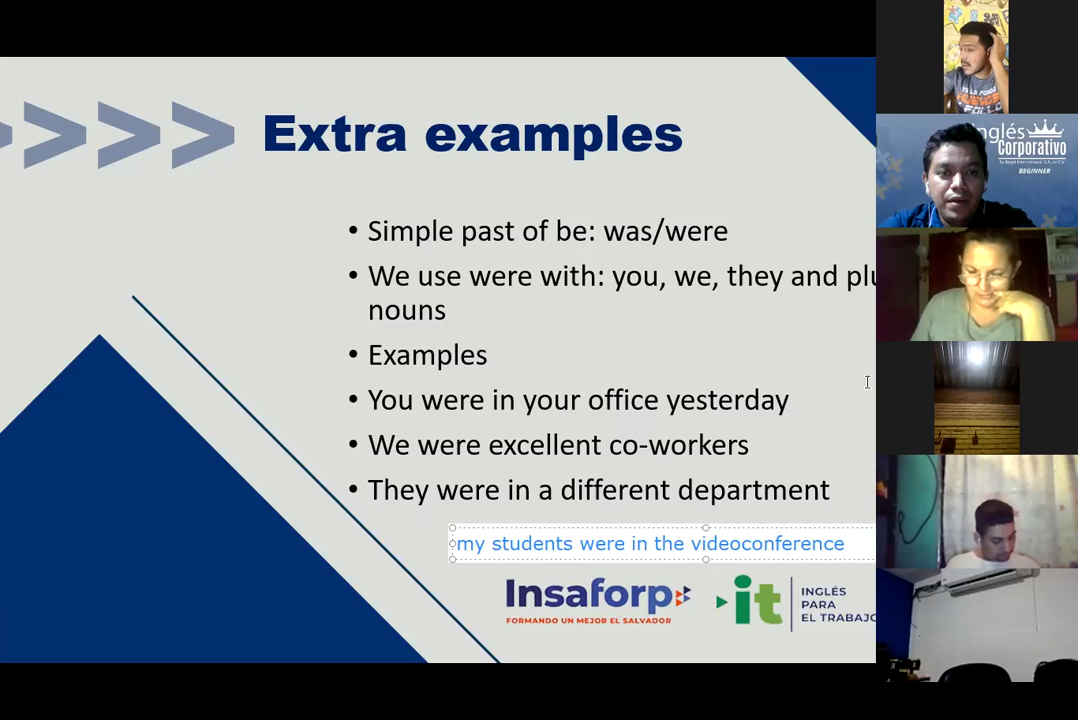 Extra examples
• Simple past of be: was/were
• We use were with: you, we, they and plu
nouns
• Examples
• You were in your office yesterday
• We were excellent co-workers
• They were in a different department
my students were in the videoconference
Insaforp
FORMANDO UN MEJOR EL SALVADOR
it
INGLÉS
PARA
EL TRABAJO
Inglés
Corporativo
BEGINNER